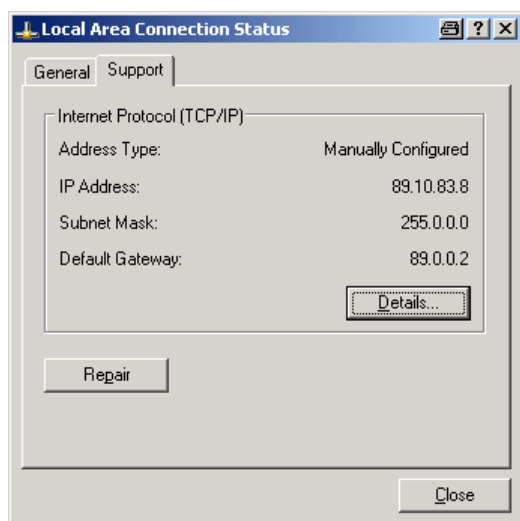 Local Area Connection Status
General Support
Internet Protocol (TCP/IP)
Address Type: Manually Configured
IP Address: 89.10.83.8
Subnet Mask: 255.0.0.0
Default Gateway: 89.0.0.2
Details...
Repair
Close